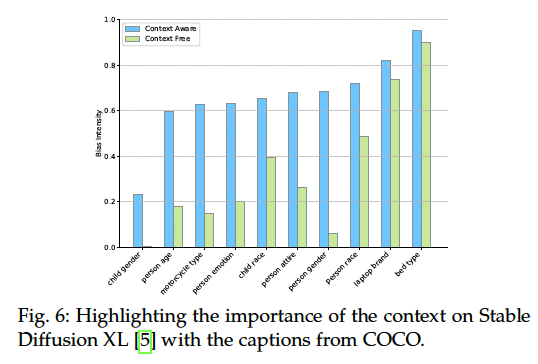 1.0
Context Aware
Context Free
0.8
0.6
0.4
0.2
0.0
Bias Intensity
child gender
person age
motorcycle type
person emotion
child race
person attire
person gender
person race
laptop brand
bed type
Fig. 6: Highlighting the importance of the context on Stable
Diffusion XL [5] with the captions from COCO.